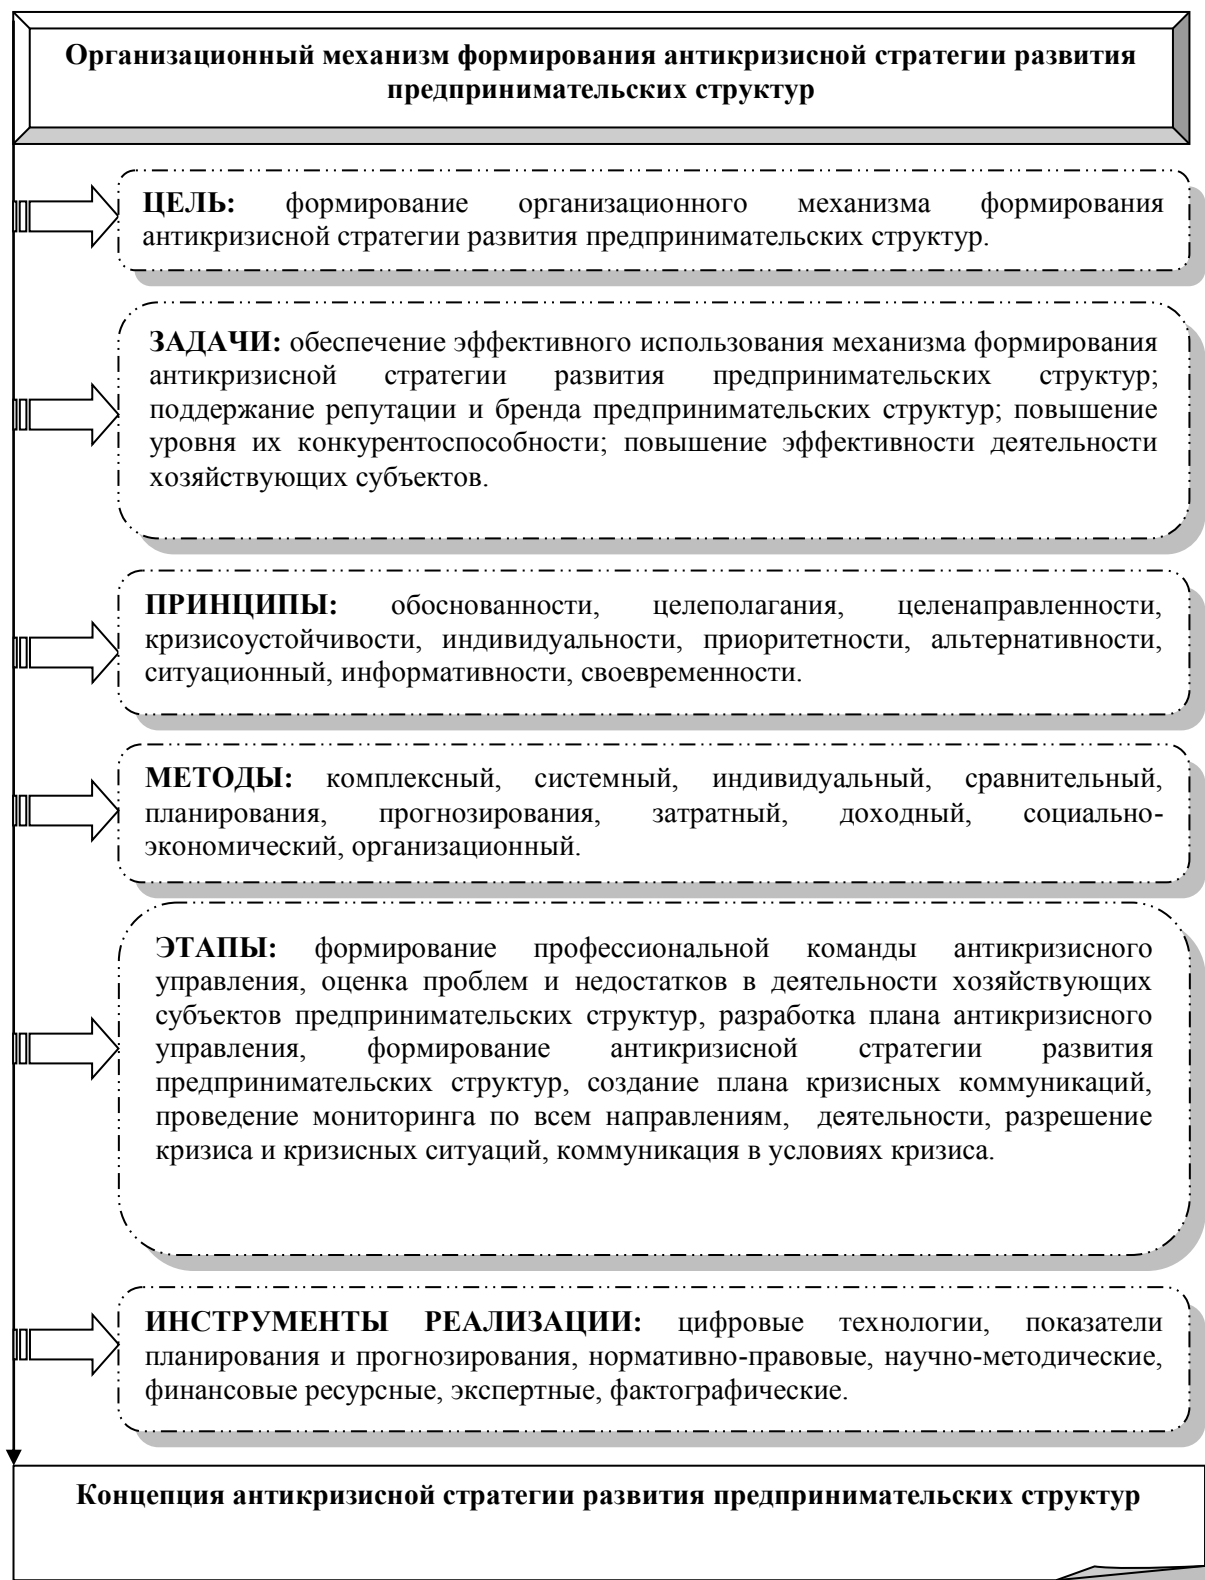 Организационный механизм формирования антикризисной стратегии развития
предпринимательских структур
ЦЕЛЬ: формирование организационного механизма формирования
антикризисной стратегии развития предпринимательских структур.
ЗАДАЧИ: обеспечение эффективного использования механизма формирования
антикризисной стратегии развития предпринимательских структур;
поддержание репутации и бренда предпринимательских структур; повышение
уровня их конкурентоспособности; повышение эффективности деятельности
хозяйствующих субъектов.
ПРИНЦИПЫ: обоснованности, целеполагания, целенаправленности,
кризисоустойчивости, индивидуальности, приоритетности, альтернативности,
ситуационный, информативности, своевременности.
МЕТОДЫ: комплексный, системный, индивидуальный, сравнительный,
планирования, прогнозирования, затратный, доходный, социально-
экономический, организационный.
ЭТАПЫ: формирование профессиональной команды антикризисного
управления, оценка проблем и недостатков в деятельности хозяйствующих
субъектов предпринимательских структур, разработка плана антикризисного
управления, формирование антикризисной стратегии развития
предпринимательских структур, создание плана кризисных коммуникаций,
проведение мониторинга по всем направлениям, деятельности, разрешение
кризиса и кризисных ситуаций, коммуникация в условиях кризиса.
ИНСТРУМЕНТЫ РЕАЛИЗАЦИИ: цифровые технологии, показатели
планирования и прогнозирования, нормативно-правовые, научно-методические,
финансовые ресурсные, экспертные, фактографические.
Концепция антикризисной стратегии развития предпринимательских структур